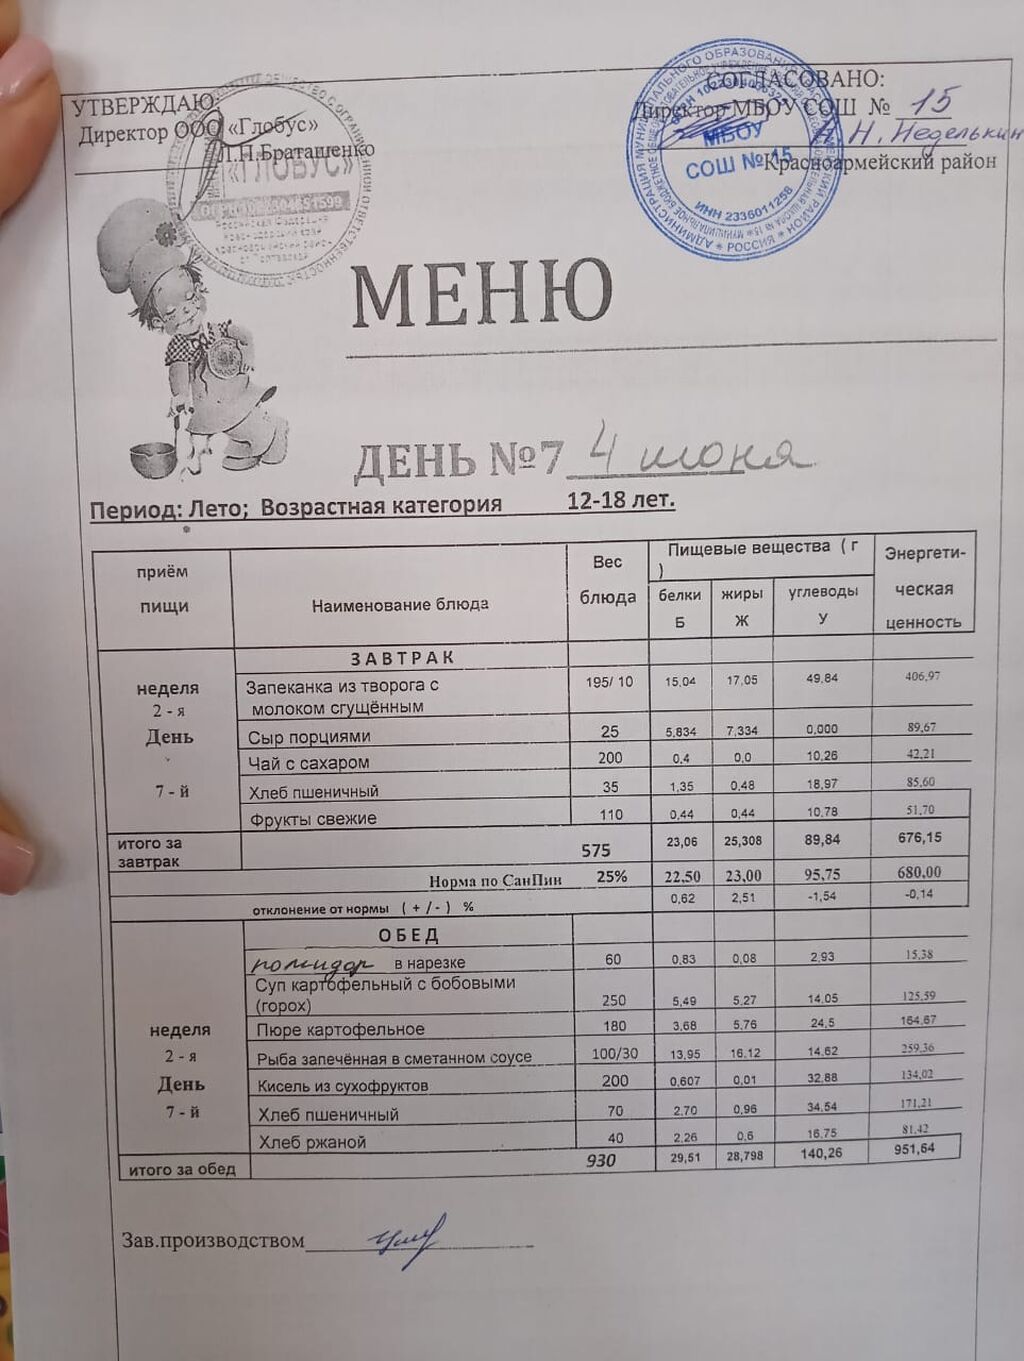 УТВЕРЖДАЮ:
Директор ООО «Глобус»
Л.П.Браташенко
СОГЛАСОВАНО:
Директор МБОУ СОШ № 15
Н. Н. Неделькин
Красноармейский район
«ГЛОБУС»
МБОУ
СОШ № 15
ИНН 2336011258
РОССИЯ
МЕНЮ
ДЕНЬ №7 4 июня
Период: Лето; Возрастная категория 12-18 лет.
приём пищи Наименование блюда Вес блюда Пищевые вещества ( г ) Энергети-ческая ценность
белки Б жиры Ж углеводы У
ЗАВТРАК
неделя 2 - я День 7 - й
Запеканка из творога с молоком сгущённым 195/ 10 15,04 17,05 49,84 406,97
Сыр порциями 25 5,834 7,334 0,000 89,67
Чай с сахаром 200 0,4 0,0 10,26 42,21
Хлеб пшеничный 35 1,35 0,48 18,97 85,60
Фрукты свежие 110 0,44 0,44 10,78 51,70
итого за завтрак 575 23,06 25,308 89,84 676,15
Норма по СанПин 25% 22,50 23,00 95,75 680,00
отклонение от нормы ( + / - ) % 0,62 2,51 -1,54 -0,14
ОБЕД
неделя 2 - я День 7 - й
помидор в нарезке 60 0,83 0,08 2,93 15,38
Суп картофельный с бобовыми (горох) 250 5,49 5,27 14,05 125,59
Пюре картофельное 180 3,68 5,76 24,5 164,67
Рыба запечённая в сметанном соусе 100/30 13,95 16,12 14,62 259,36
Кисель из сухофруктов 200 0,607 0,01 32,88 134,02
Хлеб пшеничный 70 2,70 0,96 34,54 171,21
Хлеб ржаной 40 2,26 0,6 16,75 81,42
итого за обед 930 29,51 28,798 140,26 951,64
Зав.производством